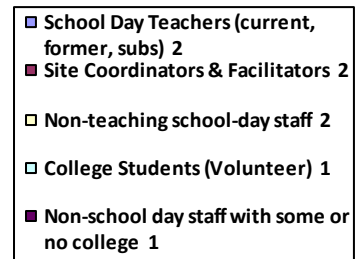 School Day Teachers (current,
former, subs) 2
Site Coordinators & Facilitators 2
Non-teaching school-day staff 2
College Students (Volunteer) 1
Non-school day staff with some or
no college 1